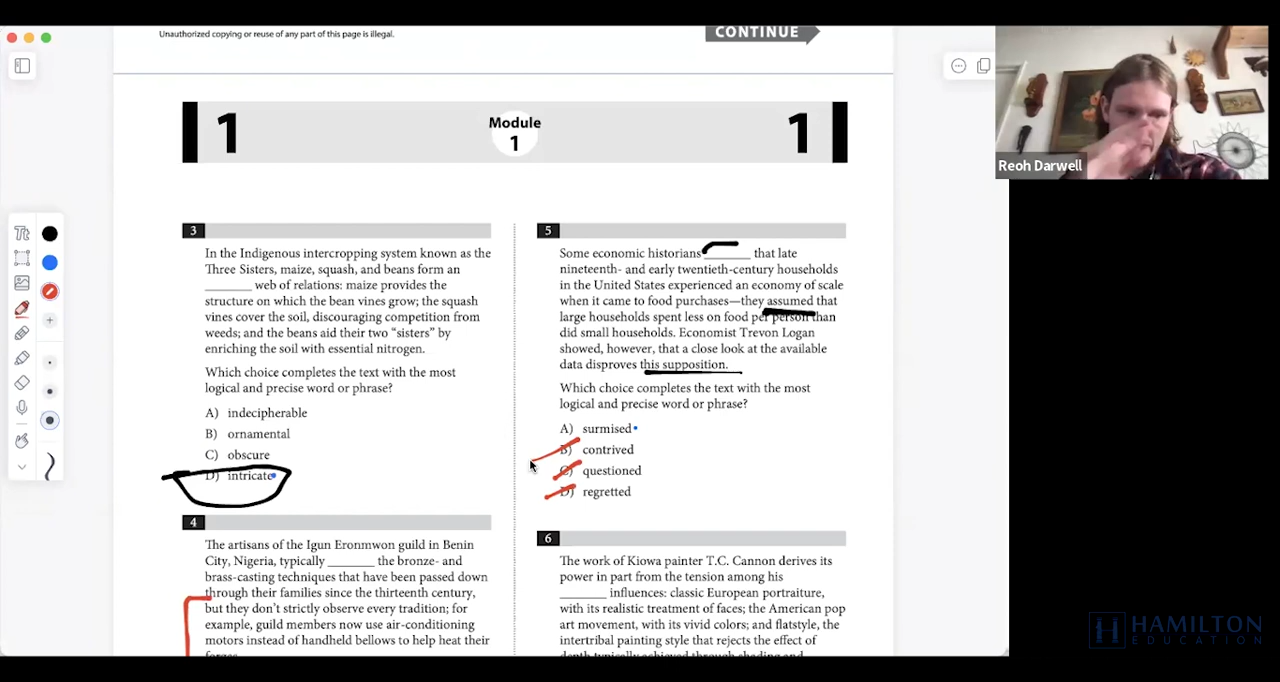 Unauthorized copying or reuse of any part of this page is illegal.
CONTINUE
1
Module
1
1
3
In the Indigenous intercropping system known as the
Three Sisters, maize, squash, and beans form an
_______ web of relations: maize provides the
structure on which the bean vines grow; the squash
vines cover the soil, discouraging competition from
weeds; and the beans aid their two “sisters” by
enriching the soil with essential nitrogen.
Which choice completes the text with the most
logical and precise word or phrase?
A) indecipherable
B) ornamental
C) obscure
D) intricate
4
The artisans of the Igun Eronmwon guild in Benin
City, Nigeria, typically _______ the bronze- and
brass-casting techniques that have been passed down
through their families since the thirteenth century,
but they don’t strictly observe every tradition; for
example, guild members now use air-conditioning
motors instead of handheld bellows to help heat their
forges.
5
Some economic historians _______ that late
nineteenth- and early twentieth-century households
in the United States experienced an economy of scale
when it came to food purchases—they assumed that
large households spent less on food per person than
did small households. Economist Trevon Logan
showed, however, that a close look at the available
data disproves this supposition.
Which choice completes the text with the most
logical and precise word or phrase?
A) surmised
B) contrived
C) questioned
D) regretted
6
The work of Kiowa painter T.C. Cannon derives its
power in part from the tension among his
_______ influences: classic European portraiture,
with its realistic treatment of faces; the American pop
art movement, with its vivid colors; and flatstyle, the
intertribal painting style that rejects the effect of
depth typically achieved through shading and
Tt
Reoh Darwell
HAMILTON
EDUCATION